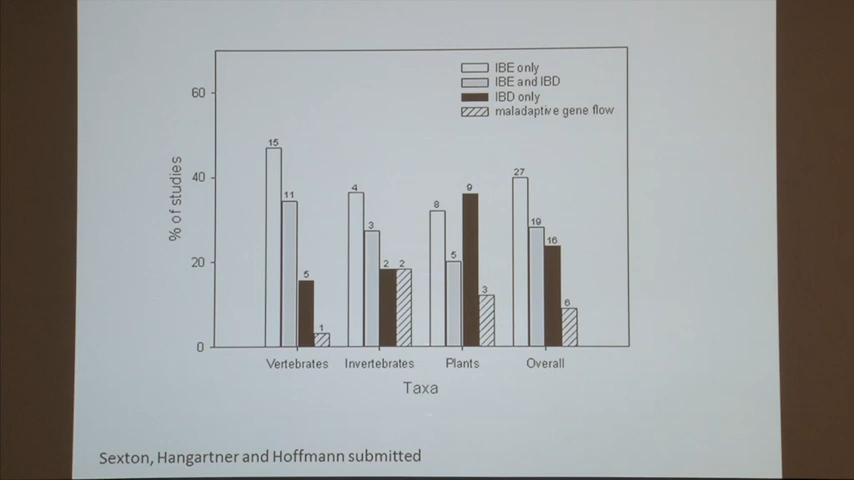 IBE only
IBE and IBD
IBD only
maladaptive gene flow
60
40
20
0
% of studies
15
11
5
1
4
3
2
2
8
5
9
3
27
19
16
6
Vertebrates
Invertebrates
Plants
Overall
Taxa
Sexton, Hangartner and Hoffmann submitted